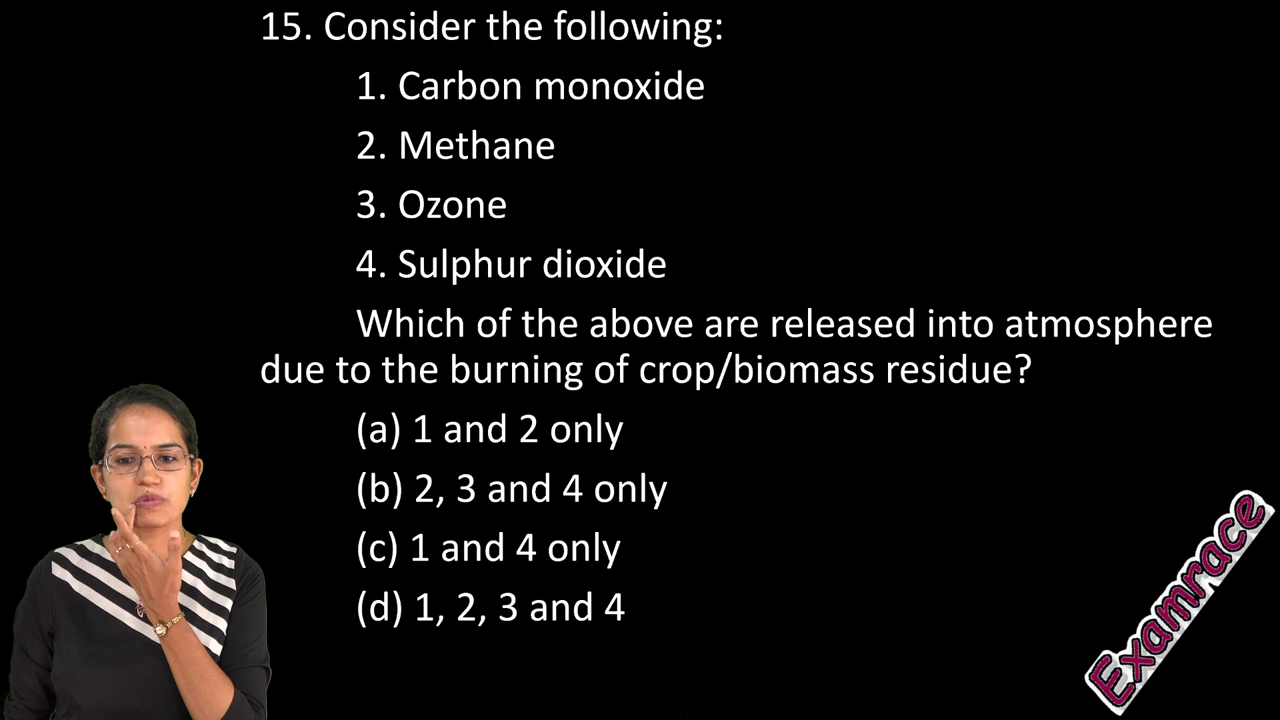 15. Consider the following:
1. Carbon monoxide
2. Methane
3. Ozone
4. Sulphur dioxide
Which of the above are released into atmosphere
due to the burning of crop/biomass residue?
(a) 1 and 2 only
(b) 2, 3 and 4 only
(c) 1 and 4 only
(d) 1, 2, 3 and 4
Examrace